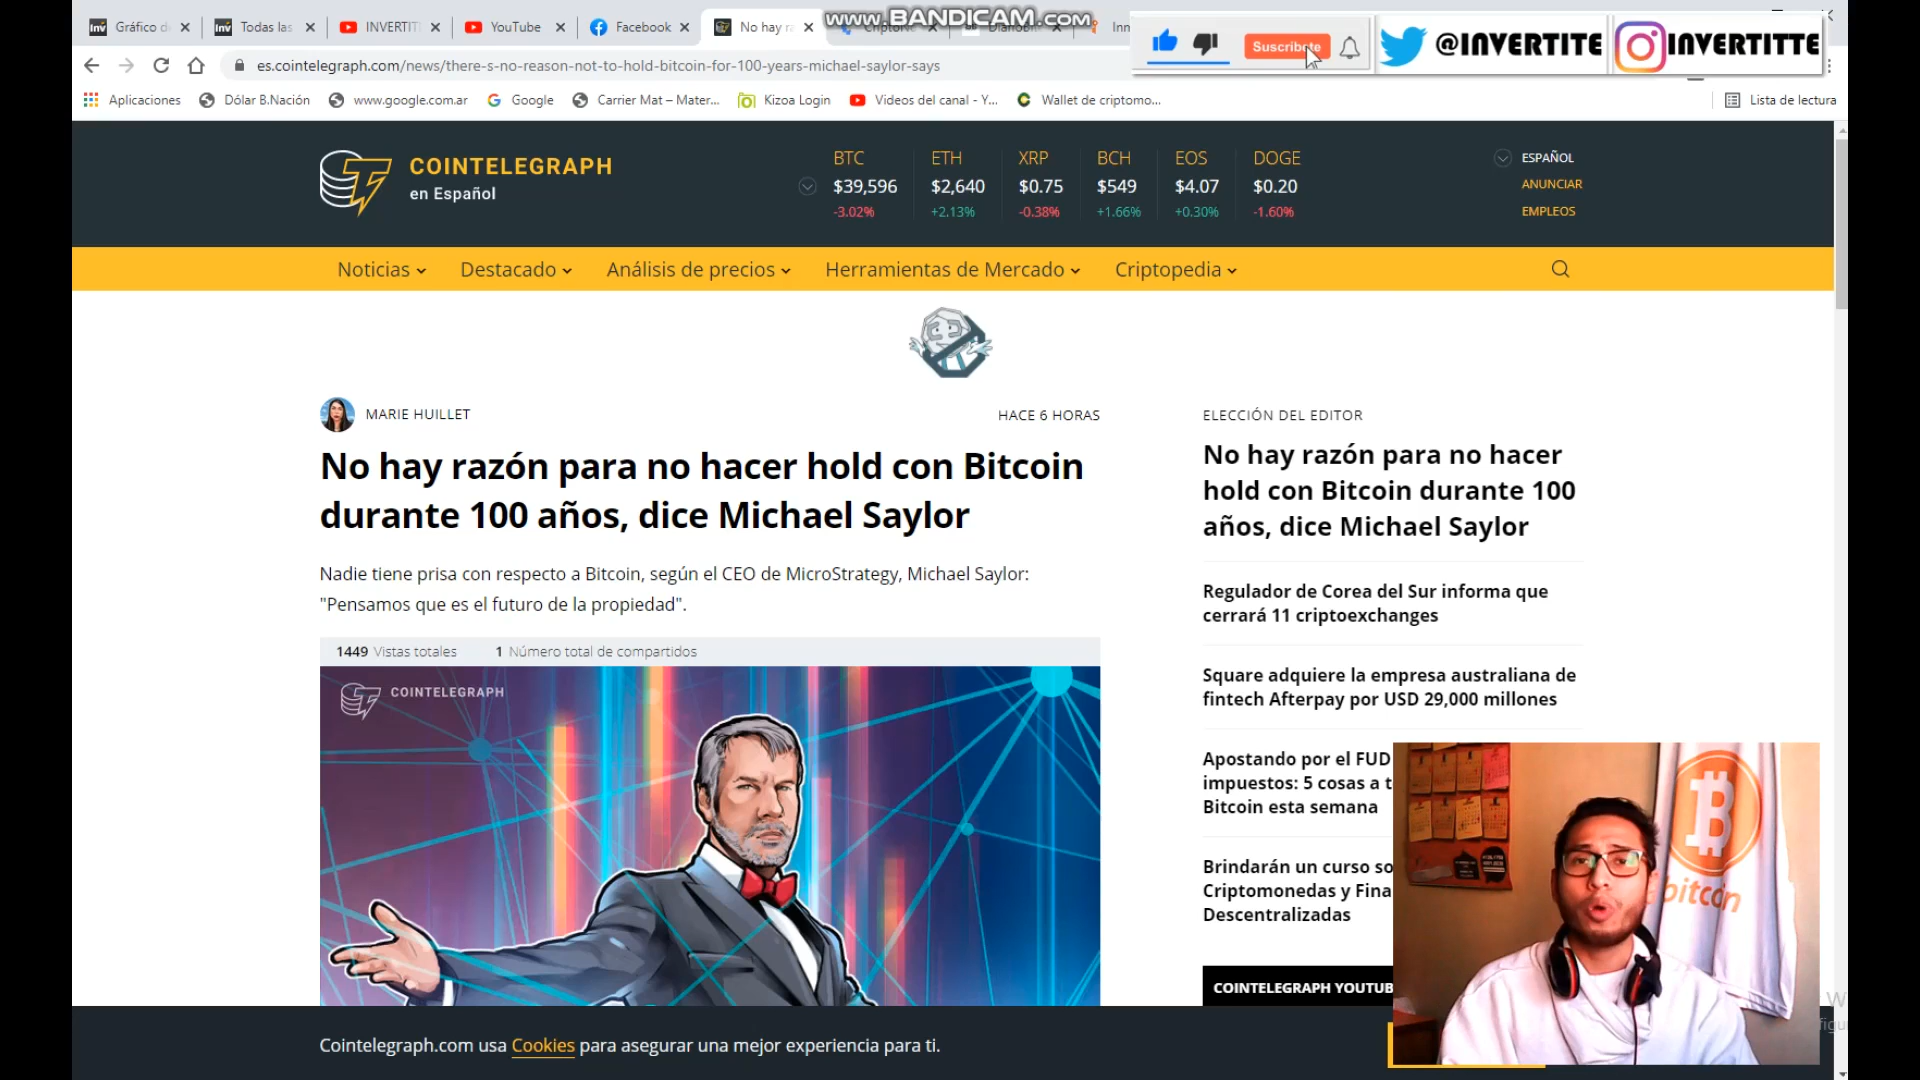 www.BANDICAM.com
Gráfico d
Todas las
INVERTIT
YouTube
Facebook
No hay ra
Suscribete
@INVERTITE
INVERTITTE
es.cointelegraph.com/news/there-s-no-reason-not-to-hold-bitcoin-for-100-years-michael-saylor-says
Aplicaciones
Dólar B.Nación
www.google.com.ar
Google
Carrier Mat – Mater...
Kizoa Login
Videos del canal - Y...
Wallet de criptomo...
Lista de lectura
COINTELEGRAPH
en Español
BTC ETH XRP BCH EOS DOGE
$39,596 $2,640 $0.75 $549 $4.07 $0.20
-3.02% +2.13% -0.38% +1.66% +0.30% -1.60%
ESPAÑOL
ANUNCIAR
EMPLEOS
Noticias Destacado Análisis de precios Herramientas de Mercado Criptopedia
MARIE HUILLET
HACE 6 HORAS
No hay razón para no hacer hold con Bitcoin
durante 100 años, dice Michael Saylor
Nadie tiene prisa con respecto a Bitcoin, según el CEO de MicroStrategy, Michael Saylor:
"Pensamos que es el futuro de la propiedad".
1449 Vistas totales 1 Número total de compartidos
COINTELEGRAPH
ELECCIÓN DEL EDITOR
No hay razón para no hacer
hold con Bitcoin durante 100
años, dice Michael Saylor
Regulador de Corea del Sur informa que
cerrará 11 criptoexchanges
Square adquiere la empresa australiana de
fintech Afterpay por USD 29,000 millones
Apostando por el FUD
impuestos: 5 cosas a t
Bitcoin esta semana
Brindarán un curso so
Criptomonedas y Fina
Descentralizadas
COINTELEGRAPH YOUTUB
bitcoin
Cointelegraph.com usa Cookies para asegurar una mejor experiencia para ti.